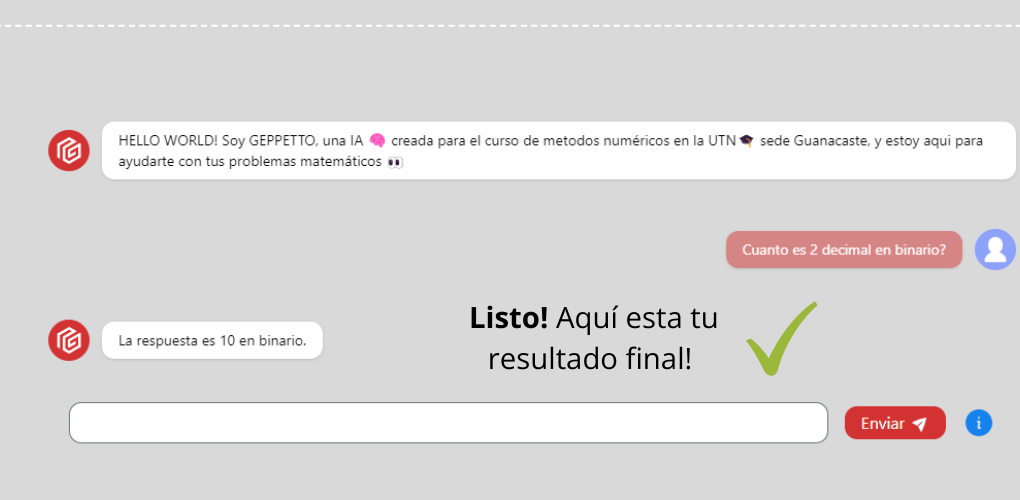 HELLO WORLD! Soy GEPPETTO, una IA 🧠 creada para el curso de metodos numéricos en la UTN🎓 sede Guanacaste, y estoy aqui para
ayudarte con tus problemas matemáticos 👀
Cuanto es 2 decimal en binario?
La respuesta es 10 en binario.
Listo! Aquí esta tu
resultado final!
Enviar
i